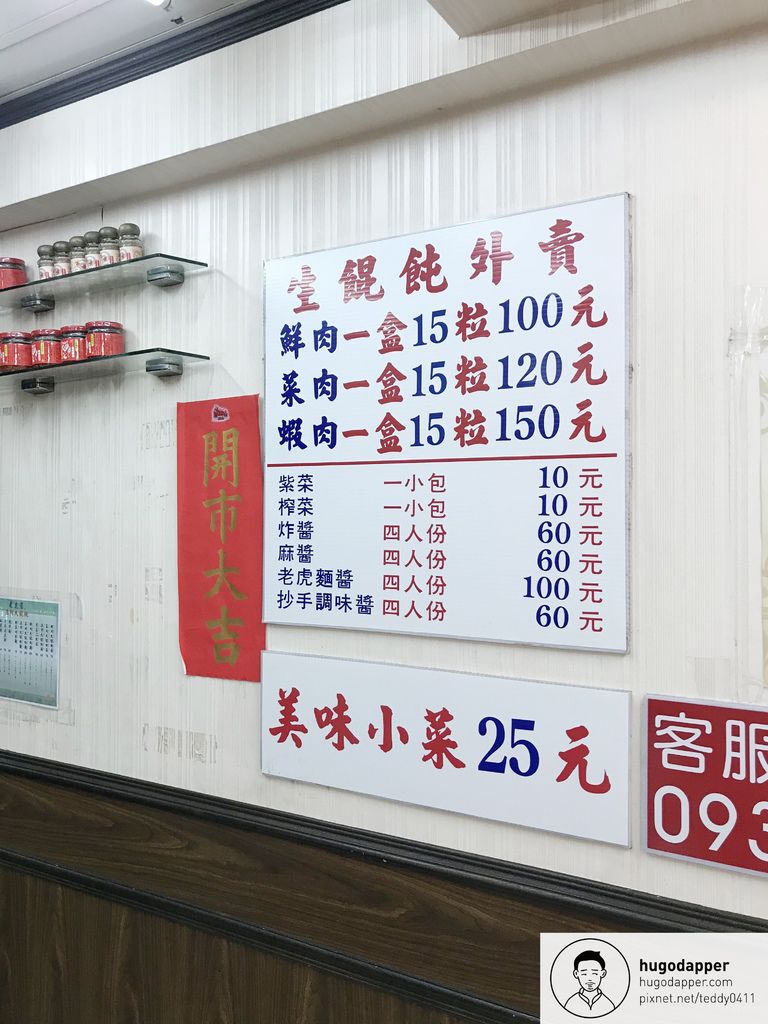 生餛飩外賣
鮮肉一盒15粒100元
菜肉一盒15粒120元
蝦肉一盒15粒150元
紫菜 一小包 10元
榨菜 一小包 10元
炸醬 四人份 60元
麻醬 四人份 60元
老虎麵醬 四人份 100元
抄手調味醬 四人份 60元
開市大吉
美味小菜25元
客服
093
hugodapper
hugodapper.com
pixnet.net/teddy0411